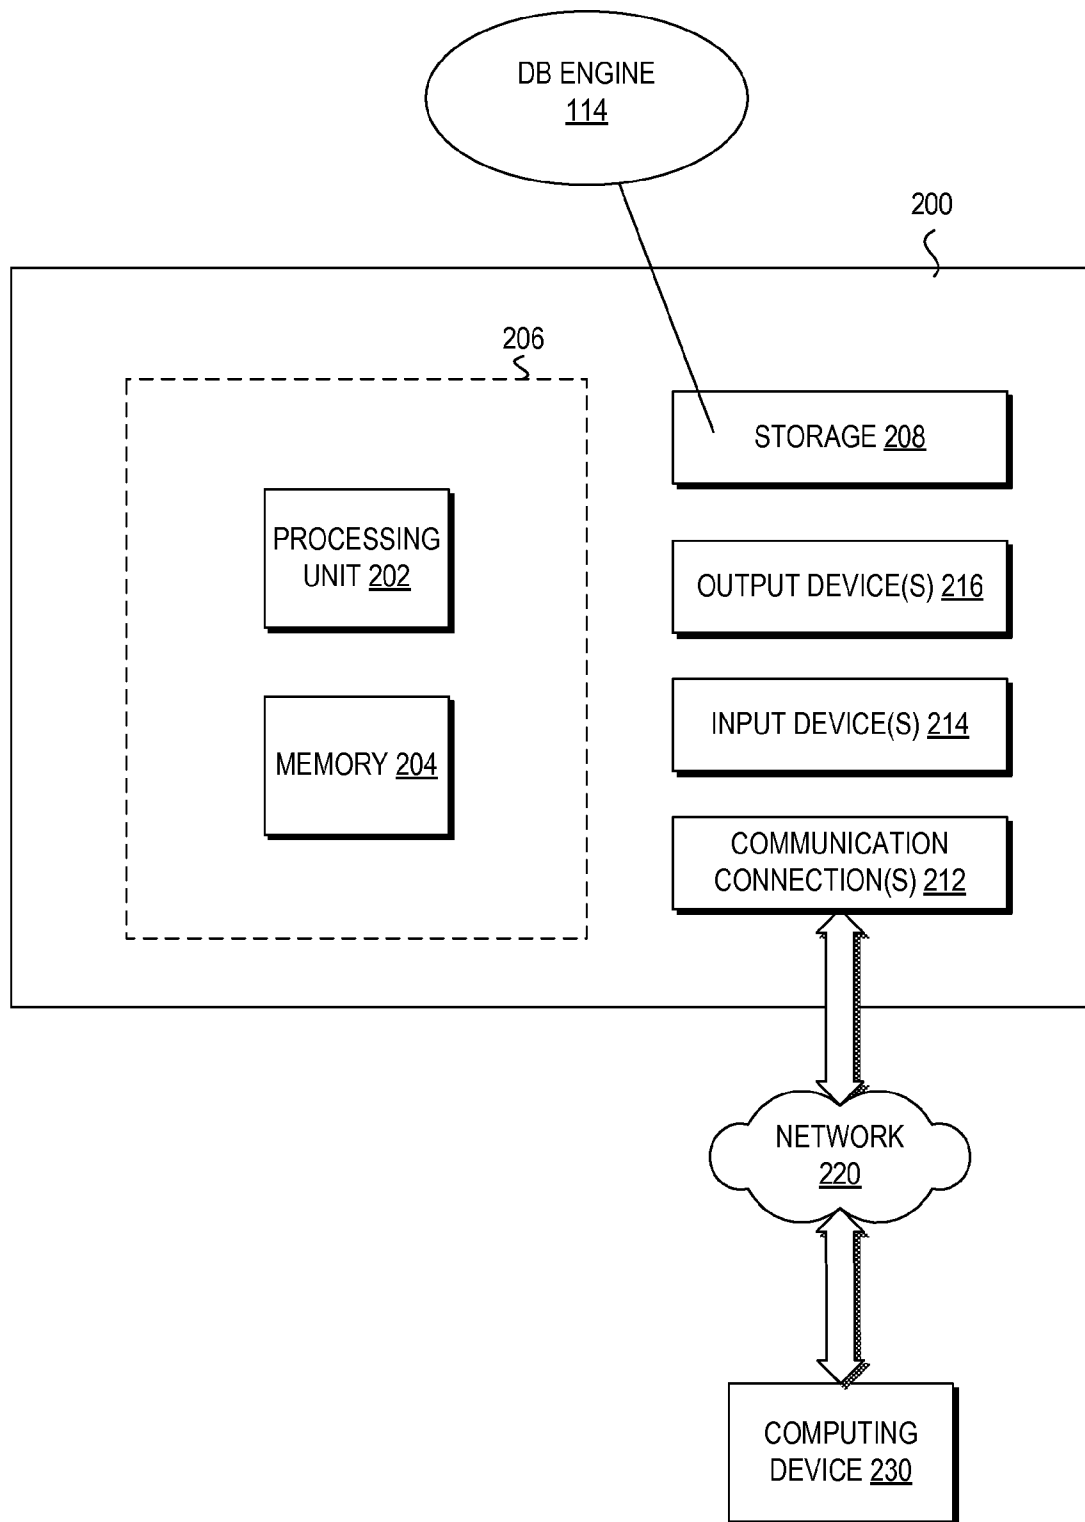 DB ENGINE
114
200
206
STORAGE 208
PROCESSING
UNIT 202
OUTPUT DEVICE(S) 216
INPUT DEVICE(S) 214
MEMORY 204
COMMUNICATION
CONNECTION(S) 212
NETWORK
220
COMPUTING
DEVICE 230